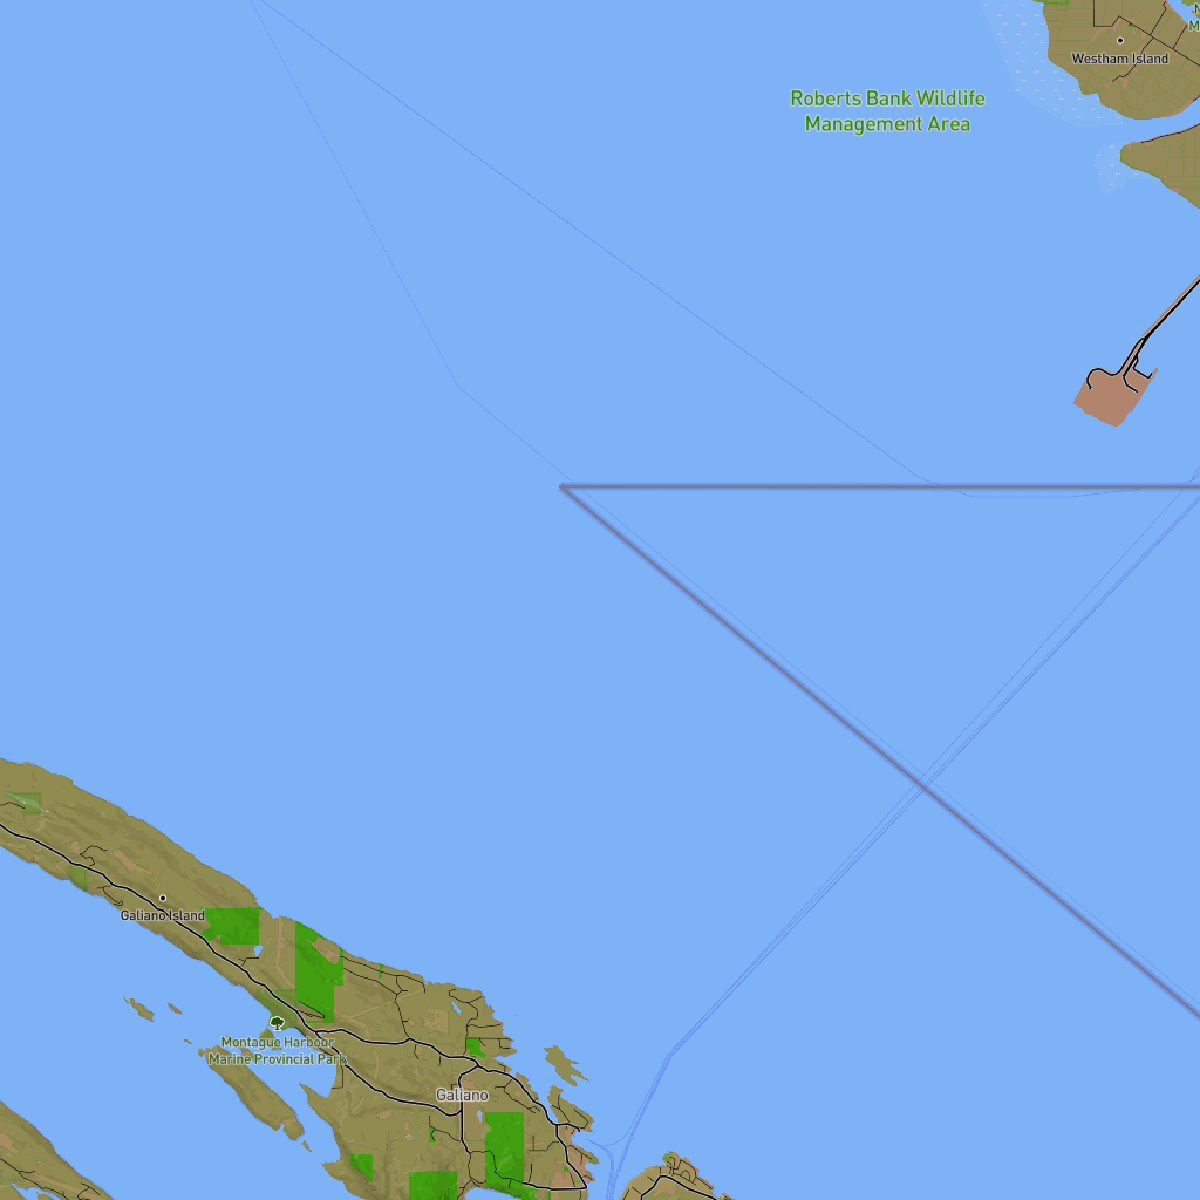 Westham Island
Roberts Bank Wildlife
Management Area
Galiano Island
Montague Harbour
Marine Provincial Park
Galiano